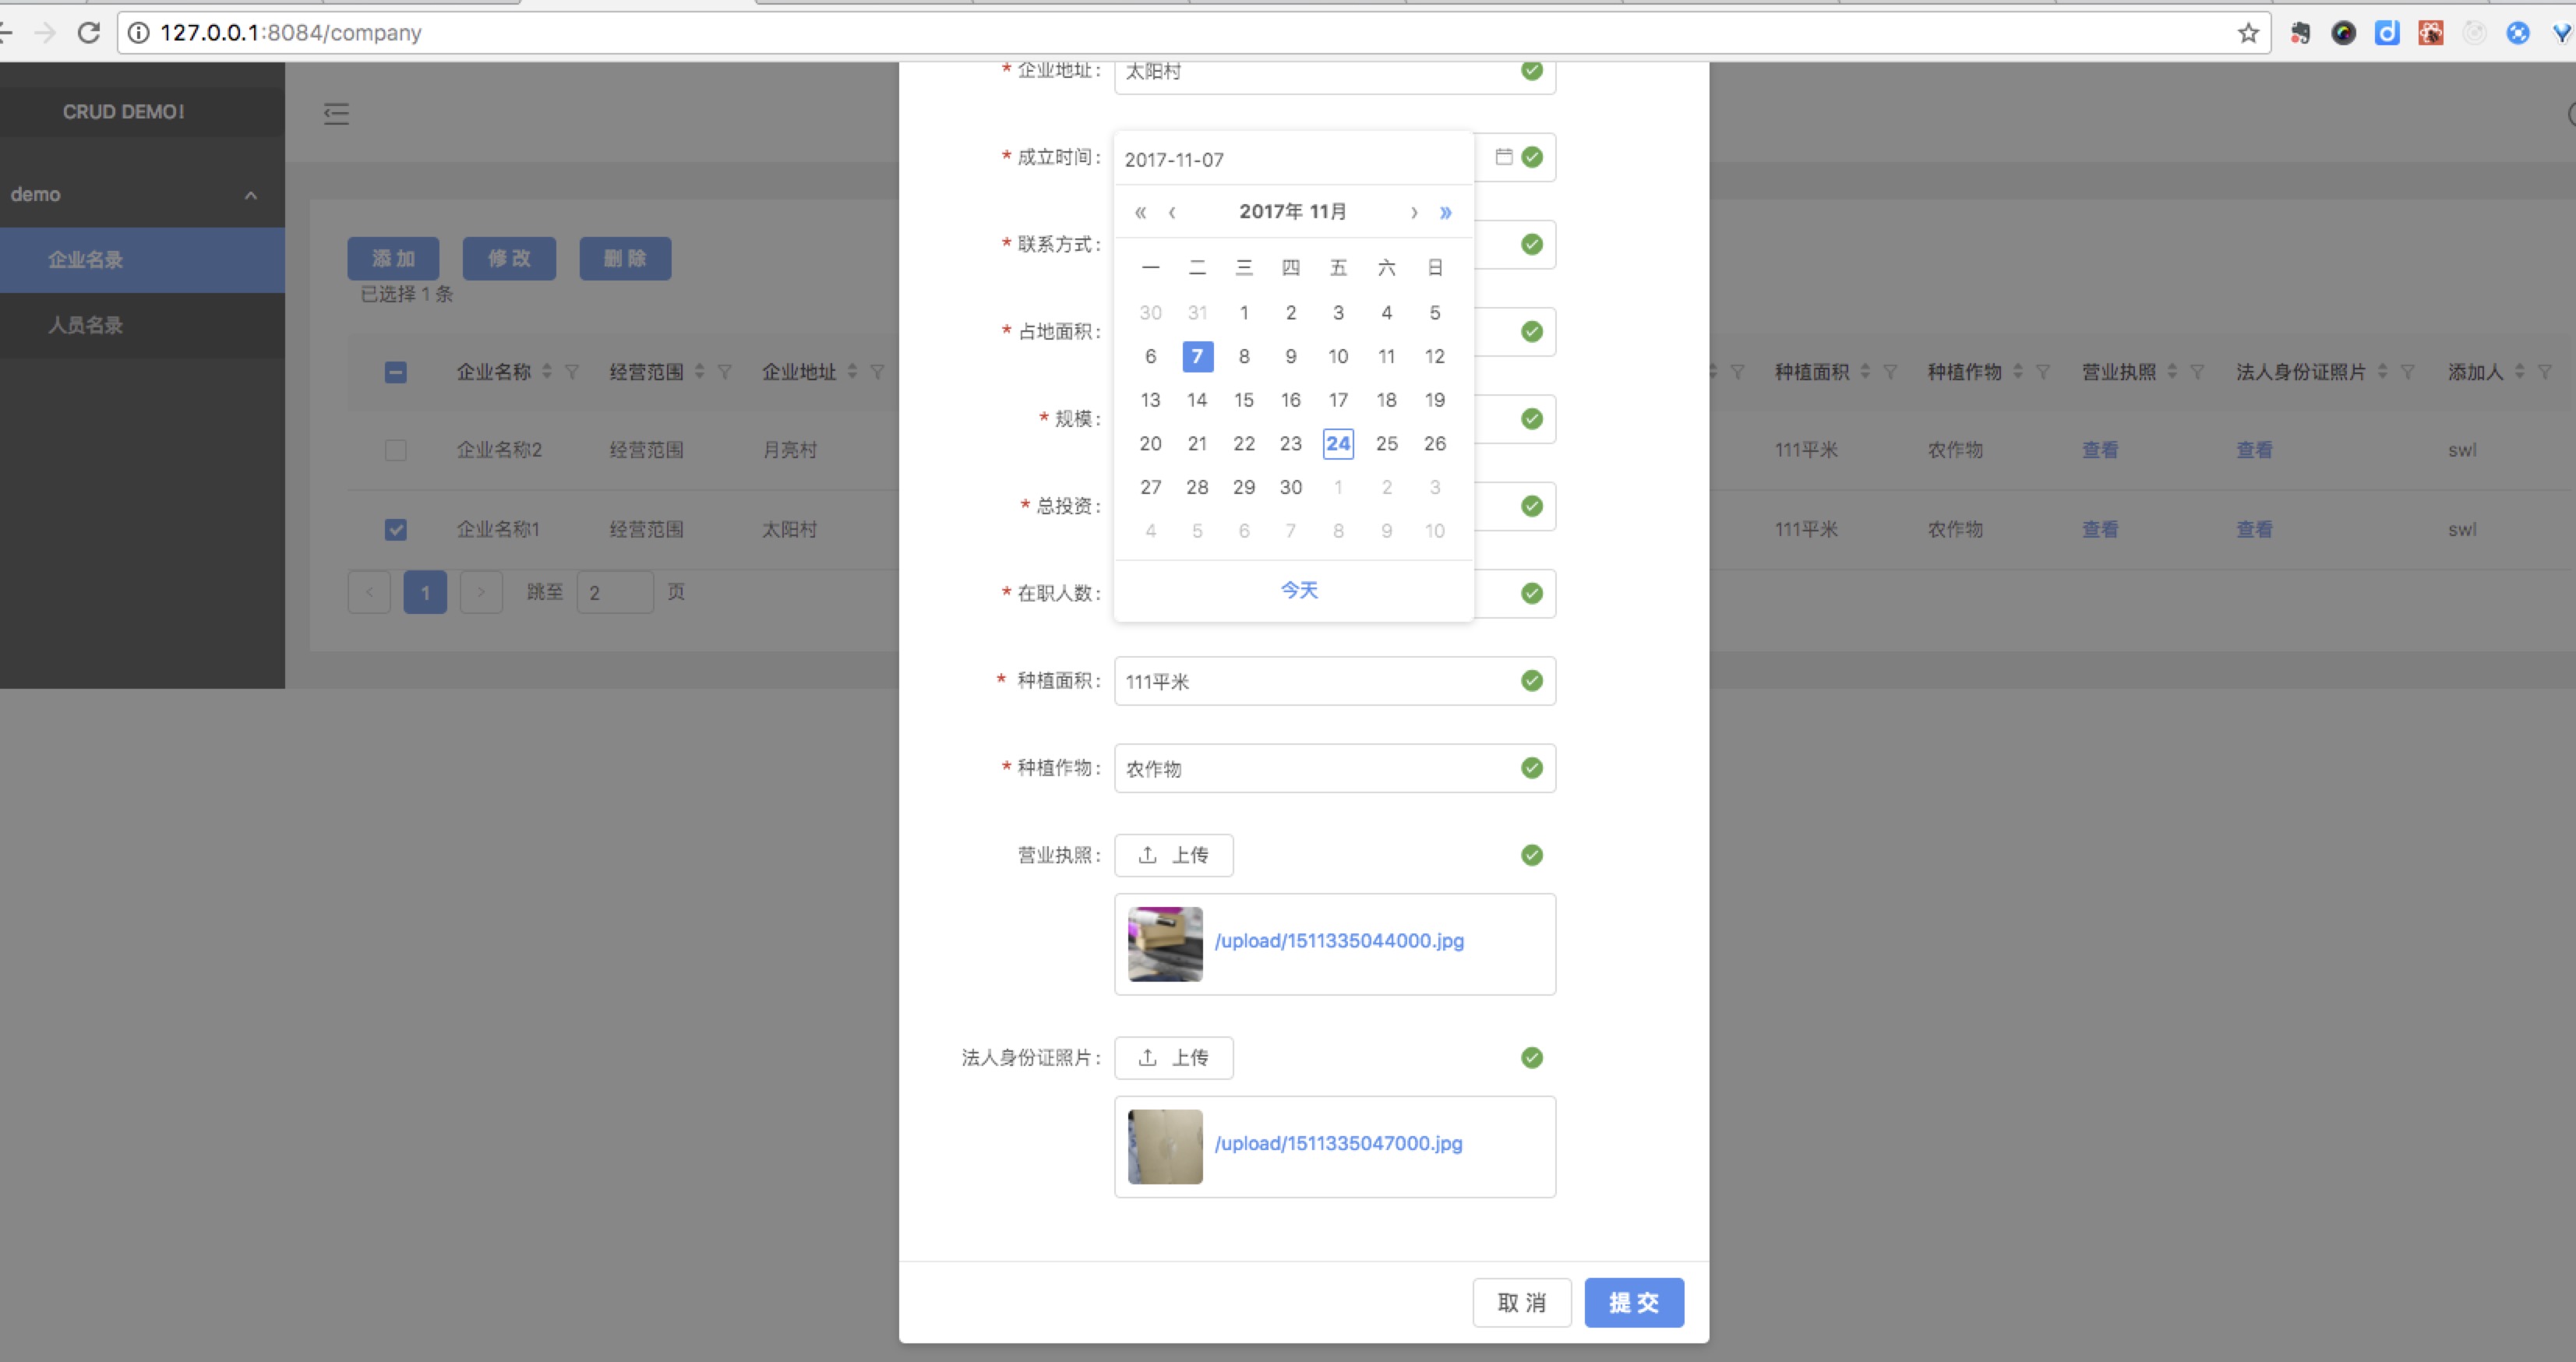 127.0.0.1:8084/company
CRUD DEMO!
demo
企业名录
人员名录
添 加
修 改
删 除
已选择 1 条
企业名称 经营范围 企业地址
种植面积 种植作物 营业执照 法人身份证照片 添加人
企业名称2 经营范围 月亮村
111平米 农作物 查看 查看 swl
企业名称1 经营范围 太阳村
111平米 农作物 查看 查看 swl
< 1 > 跳至 2 页
* 企业地址: 太阳村
* 成立时间: 2017-11-07
« ‹ 2017年 11月 › »
一 二 三 四 五 六 日
30 31 1 2 3 4 5
6 7 8 9 10 11 12
13 14 15 16 17 18 19
20 21 22 23 24 25 26
27 28 29 30 1 2 3
4 5 6 7 8 9 10
今天
* 联系方式:
* 占地面积:
* 规模:
* 总投资:
* 在职人数:
* 种植面积: 111平米
* 种植作物: 农作物
营业执照: 上传
/upload/1511335044000.jpg
法人身份证照片: 上传
/upload/1511335047000.jpg
取 消
提 交